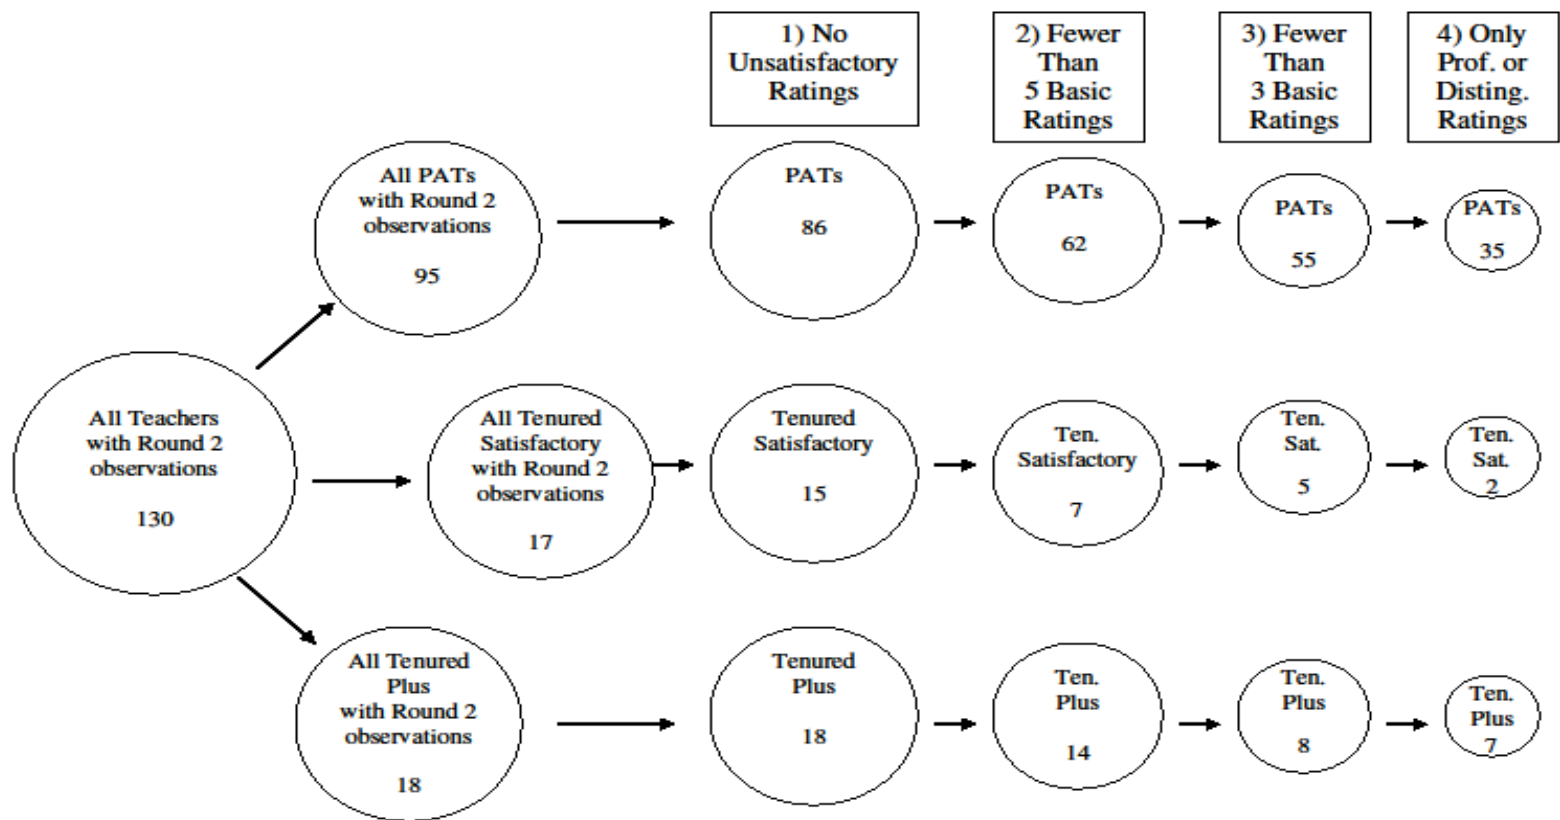 1) No
Unsatisfactory
Ratings
2) Fewer
Than
5 Basic
Ratings
3) Fewer
Than
3 Basic
Ratings
4) Only
Prof. or
Disting.
Ratings
All PATs
with Round 2
observations
95
PATs
86
PATs
62
PATs
55
PATs
35
All Teachers
with Round 2
observations
130
All Tenured
Satisfactory
with Round 2
observations
17
Tenured
Satisfactory
15
Ten.
Satisfactory
7
Ten.
Sat.
5
Ten.
Sat.
2
All Tenured
Plus
with Round 2
observations
18
Tenured
Plus
18
Ten.
Plus
14
Ten.
Plus
8
Ten.
Plus
7